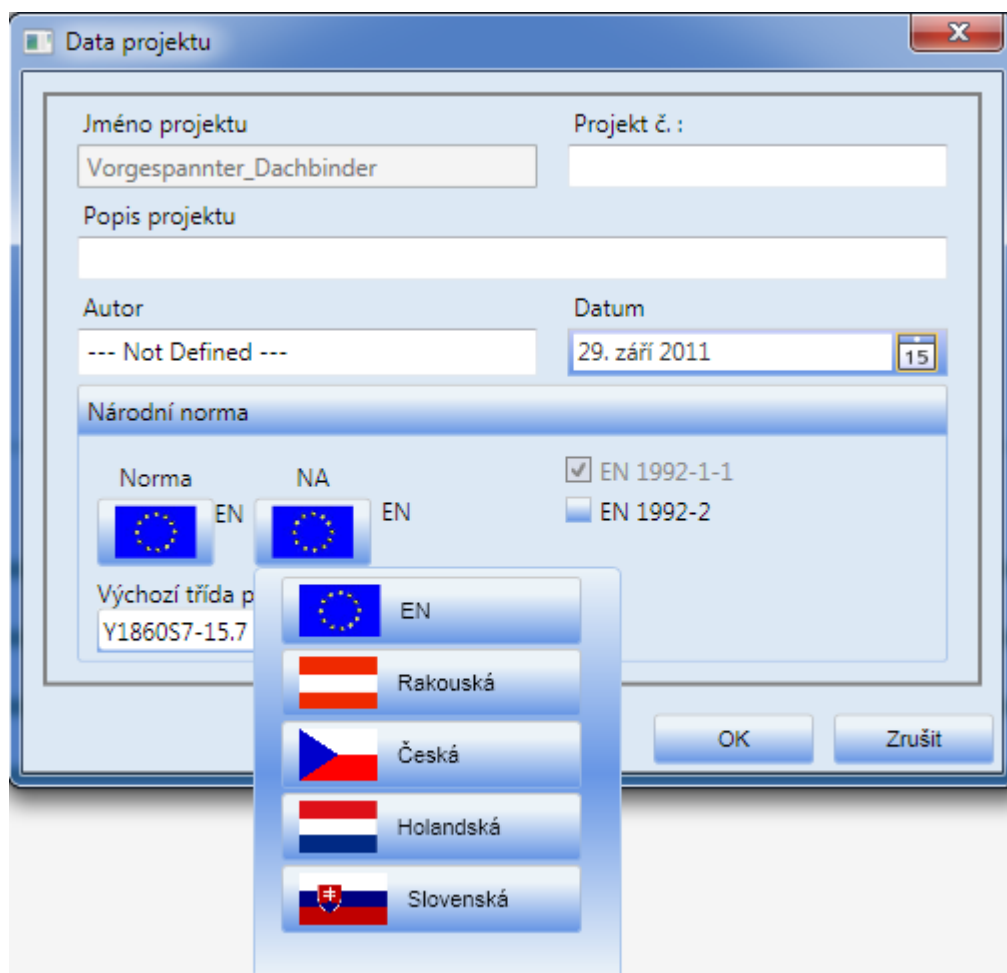 Data projektu
Jméno projektu
Projekt č. :
Vorgespannter_Dachbinder
Popis projektu
Autor
Datum
--- Not Defined ---
29. září 2011
15
Národní norma
Norma
NA
EN 1992-1-1
EN
EN
EN 1992-2
Výchozí třída p
Y1860S7-15.7
EN
Rakouská
Česká
Holandská
Slovenská
OK
Zrušit